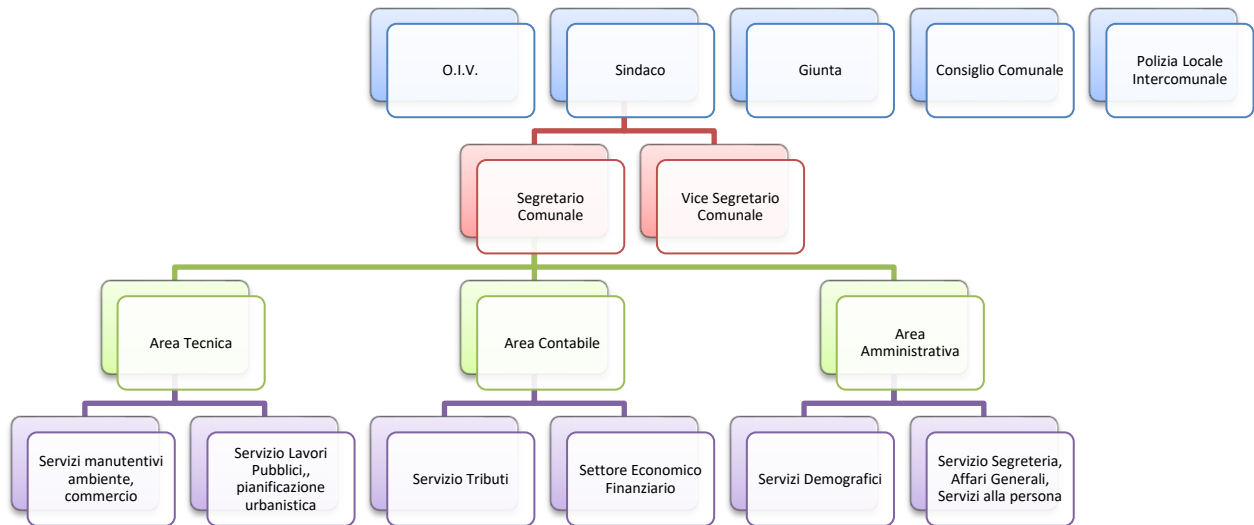 O.I.V.
Sindaco
Giunta
Consiglio Comunale
Polizia Locale
Intercomunale
Segretario
Comunale
Vice Segretario
Comunale
Area Tecnica
Area Contabile
Area
Amministrativa
Servizi manutentivi
ambiente,
commercio
Servizio Lavori
Pubblici,,
pianificazione
urbanistica
Servizio Tributi
Settore Economico
Finanziario
Servizi Demografici
Servizio Segreteria,
Affari Generali,
Servizi alla persona